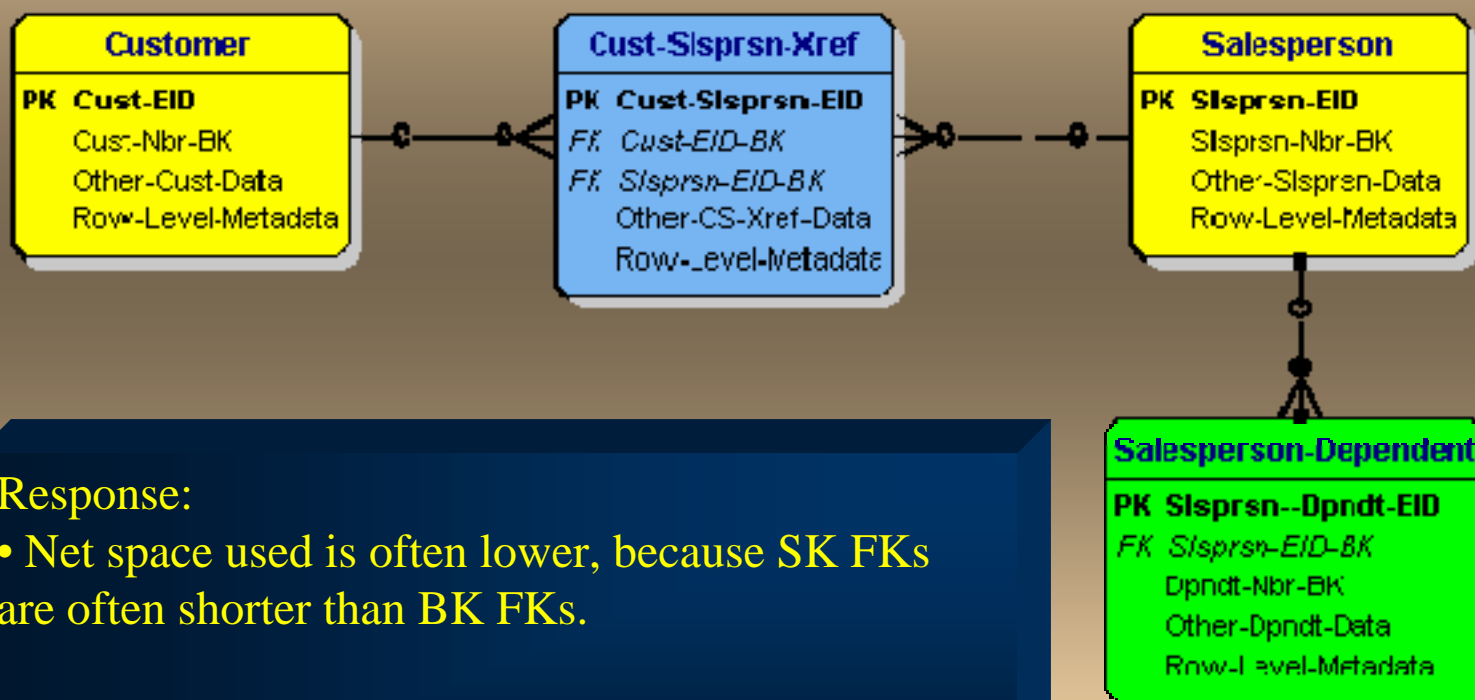 Customer
PK Cust-EID
Cust-Nbr-BK
Other-Cust-Data
Row-Level-Metadata
Cust-Slsprsn-Xref
PK Cust-Slsprsn-EID
FK Cust-EID-BK
FK Slsprsn-EID-BK
Other-CS-Xref-Data
Row-Level-Metadata
Salesperson
PK Slsprsn-EID
Slsprsn-Nbr-BK
Other-Slsprsn-Data
Row-Level-Metadata
Salesperson-Dependent
PK Slsprsn--Dpndt-EID
FK Slsprsn-EID-BK
Dpndt-Nbr-BK
Other-Dpndt-Data
Row-Level-Metadata
Response:
• Net space used is often lower, because SK FKs
are often shorter than BK FKs.